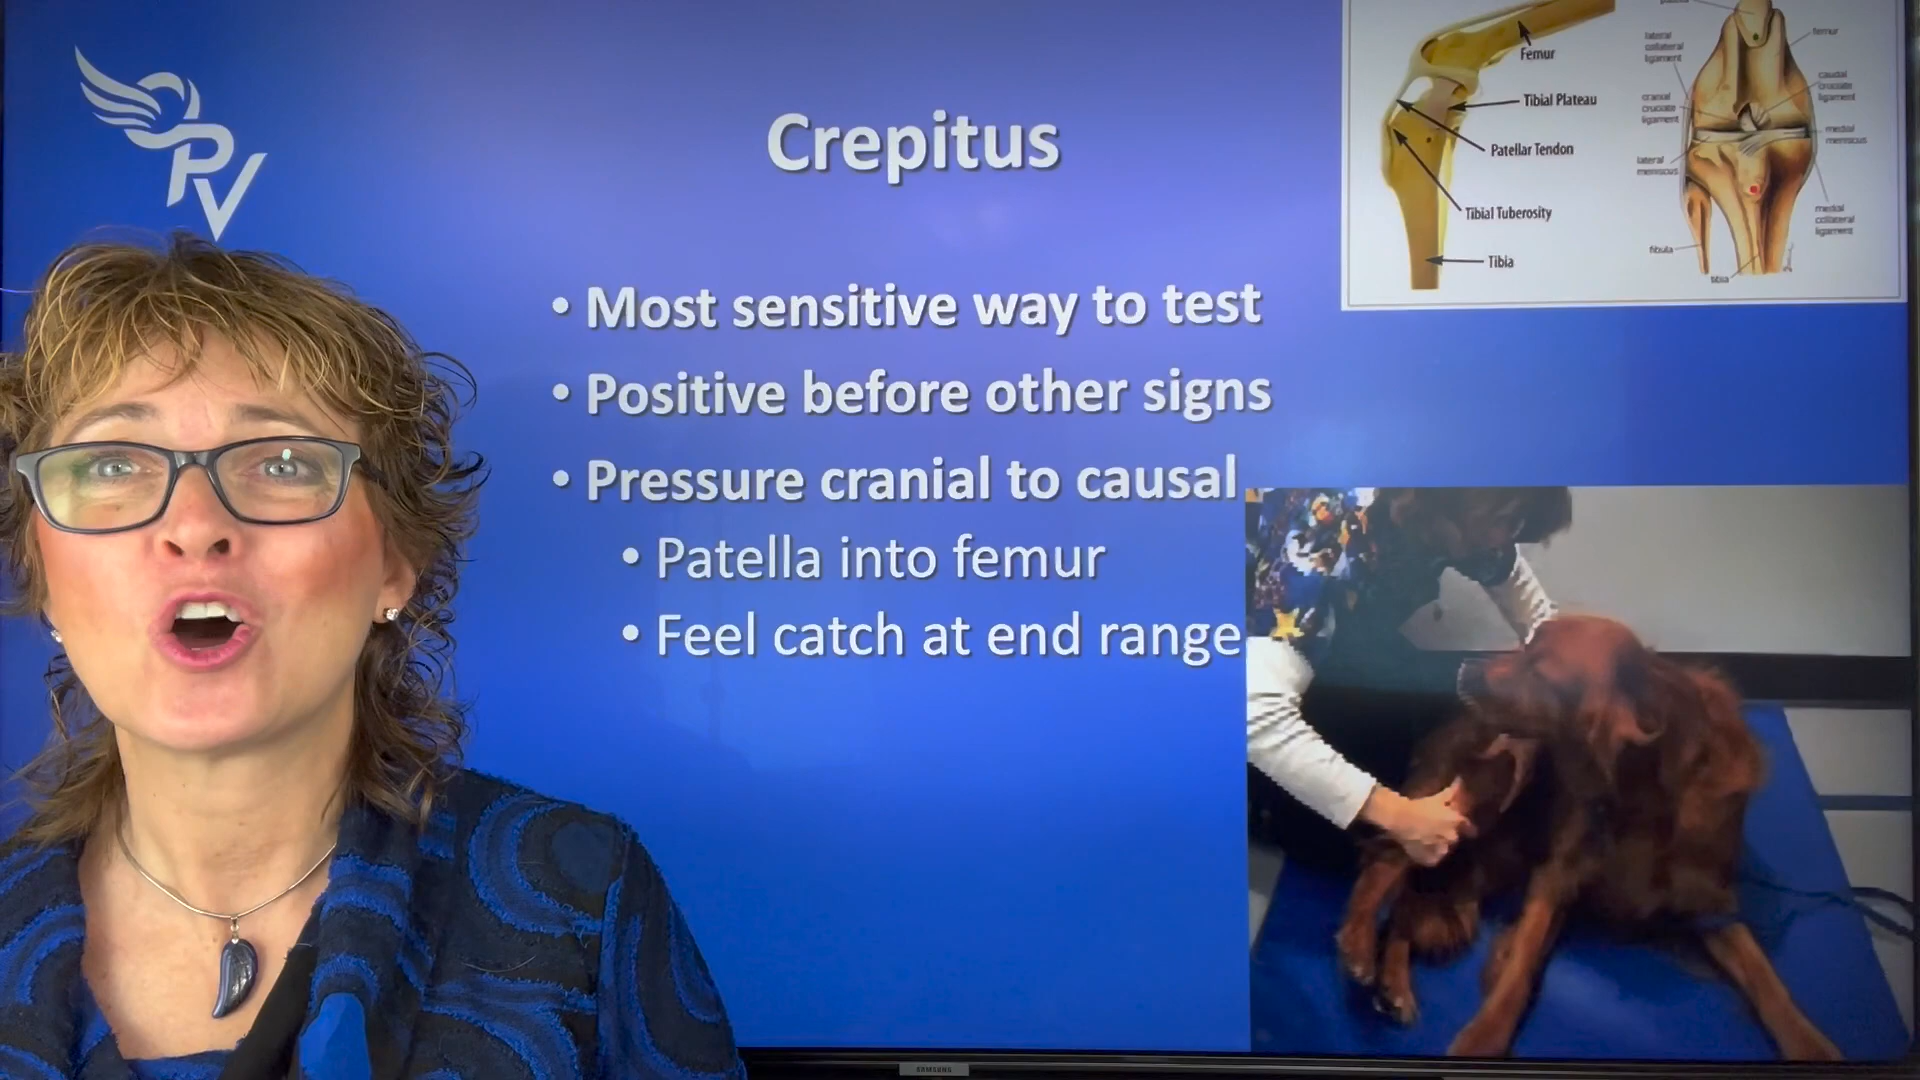 PV
Crepitus
• Most sensitive way to test
• Positive before other signs
• Pressure cranial to causal
• Patella into femur
• Feel catch at end range
Femur
Tibial Plateau
Patellar Tendon
Tibial Tuberosity
Tibia
lateral
collateral
ligament
cranial
cruciate
ligament
lateral
meniscus
fibula
tibia
femur
caudal
cruciate
ligament
medial
meniscus
medial
collateral
ligament
SAMSUNG